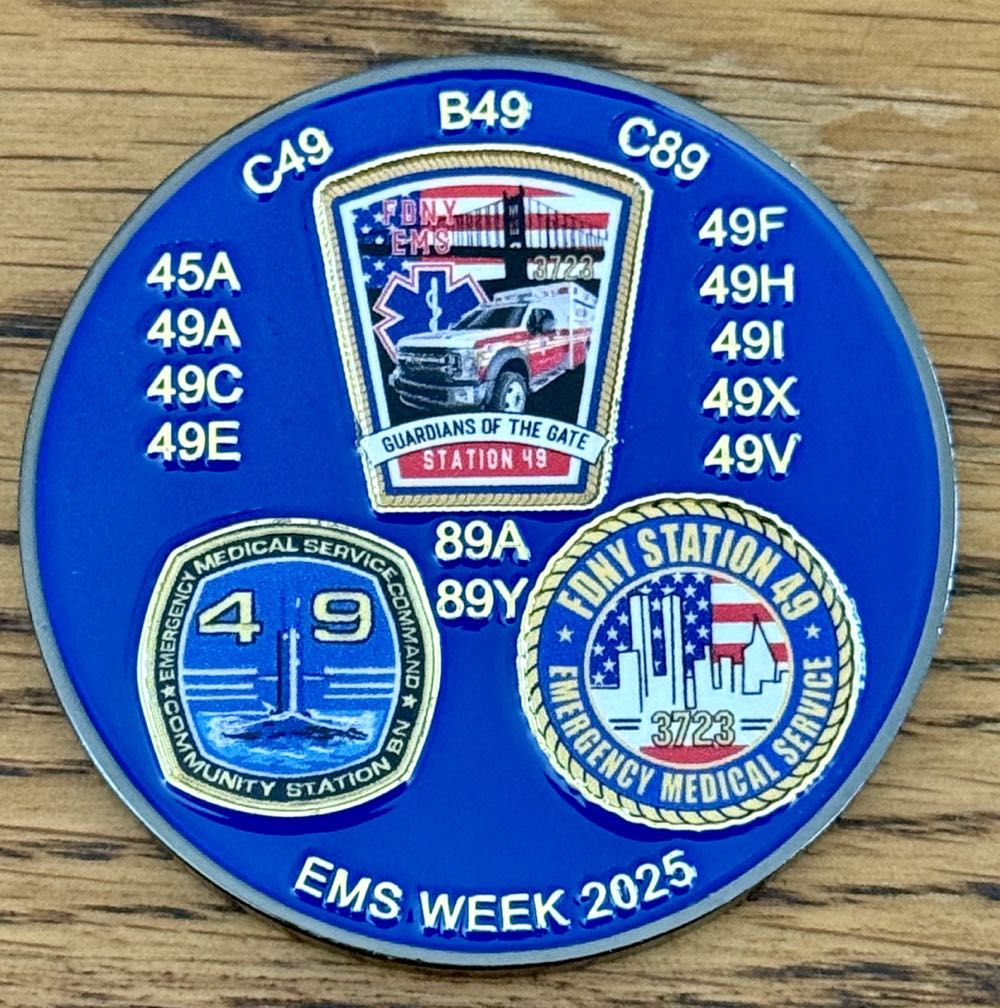 C49
B49
C89
45A
49A
49C
49E
49F
49H
49I
49X
49V
FDNY
EMS
3723
GUARDIANS OF THE GATE
STATION 49
89A
89Y
EMERGENCY MEDICAL SERVICE COMMAND
49
★ COMMUNITY STATION BN ★
FDNY STATION 49
3723
EMERGENCY MEDICAL SERVICE
EMS WEEK 2025